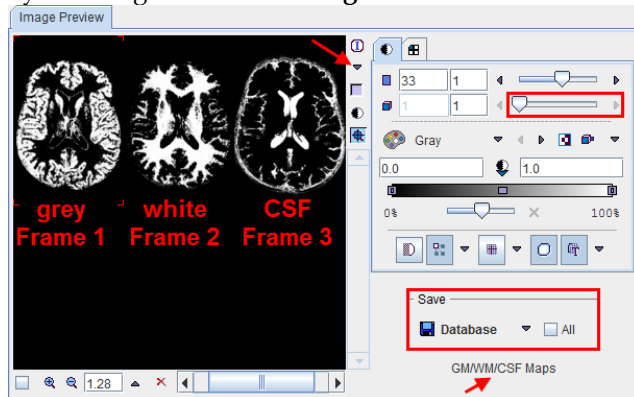 Image Preview
33 1
1 1
Gray
0.0 1.0
0% 100%
grey white CSF
Frame 1 Frame 2 Frame 3
Save
Database All
GM/WM/CSF Maps
1.28